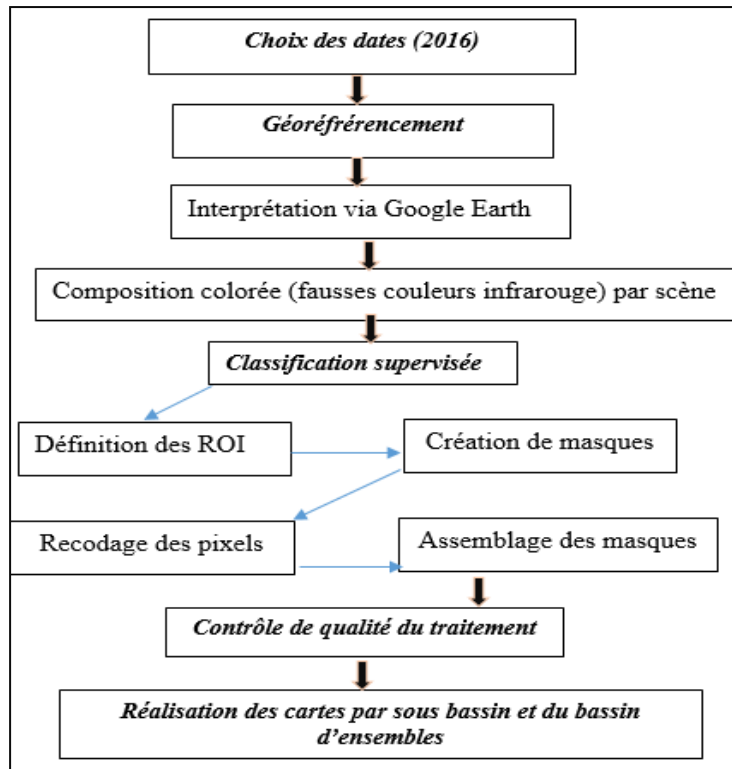 Choix des dates (2016)
Géoréfrérencement
Interprétation via Google Earth
Composition colorée (fausses couleurs infrarouge) par scène
Classification supervisée
Définition des ROI
Création de masques
Recodage des pixels
Assemblage des masques
Contrôle de qualité du traitement
Réalisation des cartes par sous bassin et du bassin
d'ensembles